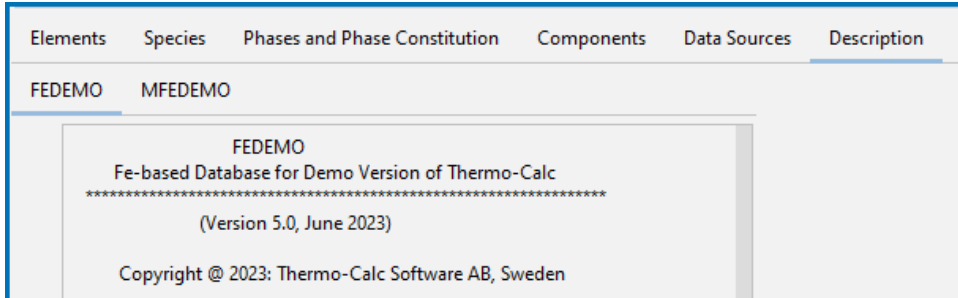 Elements Species Phases and Phase Constitution Components Data Sources Description
FEDEMO MFEDEMO
FEDEMO
Fe-based Database for Demo Version of Thermo-Calc
******************************************************************
(Version 5.0, June 2023)
Copyright @ 2023: Thermo-Calc Software AB, Sweden